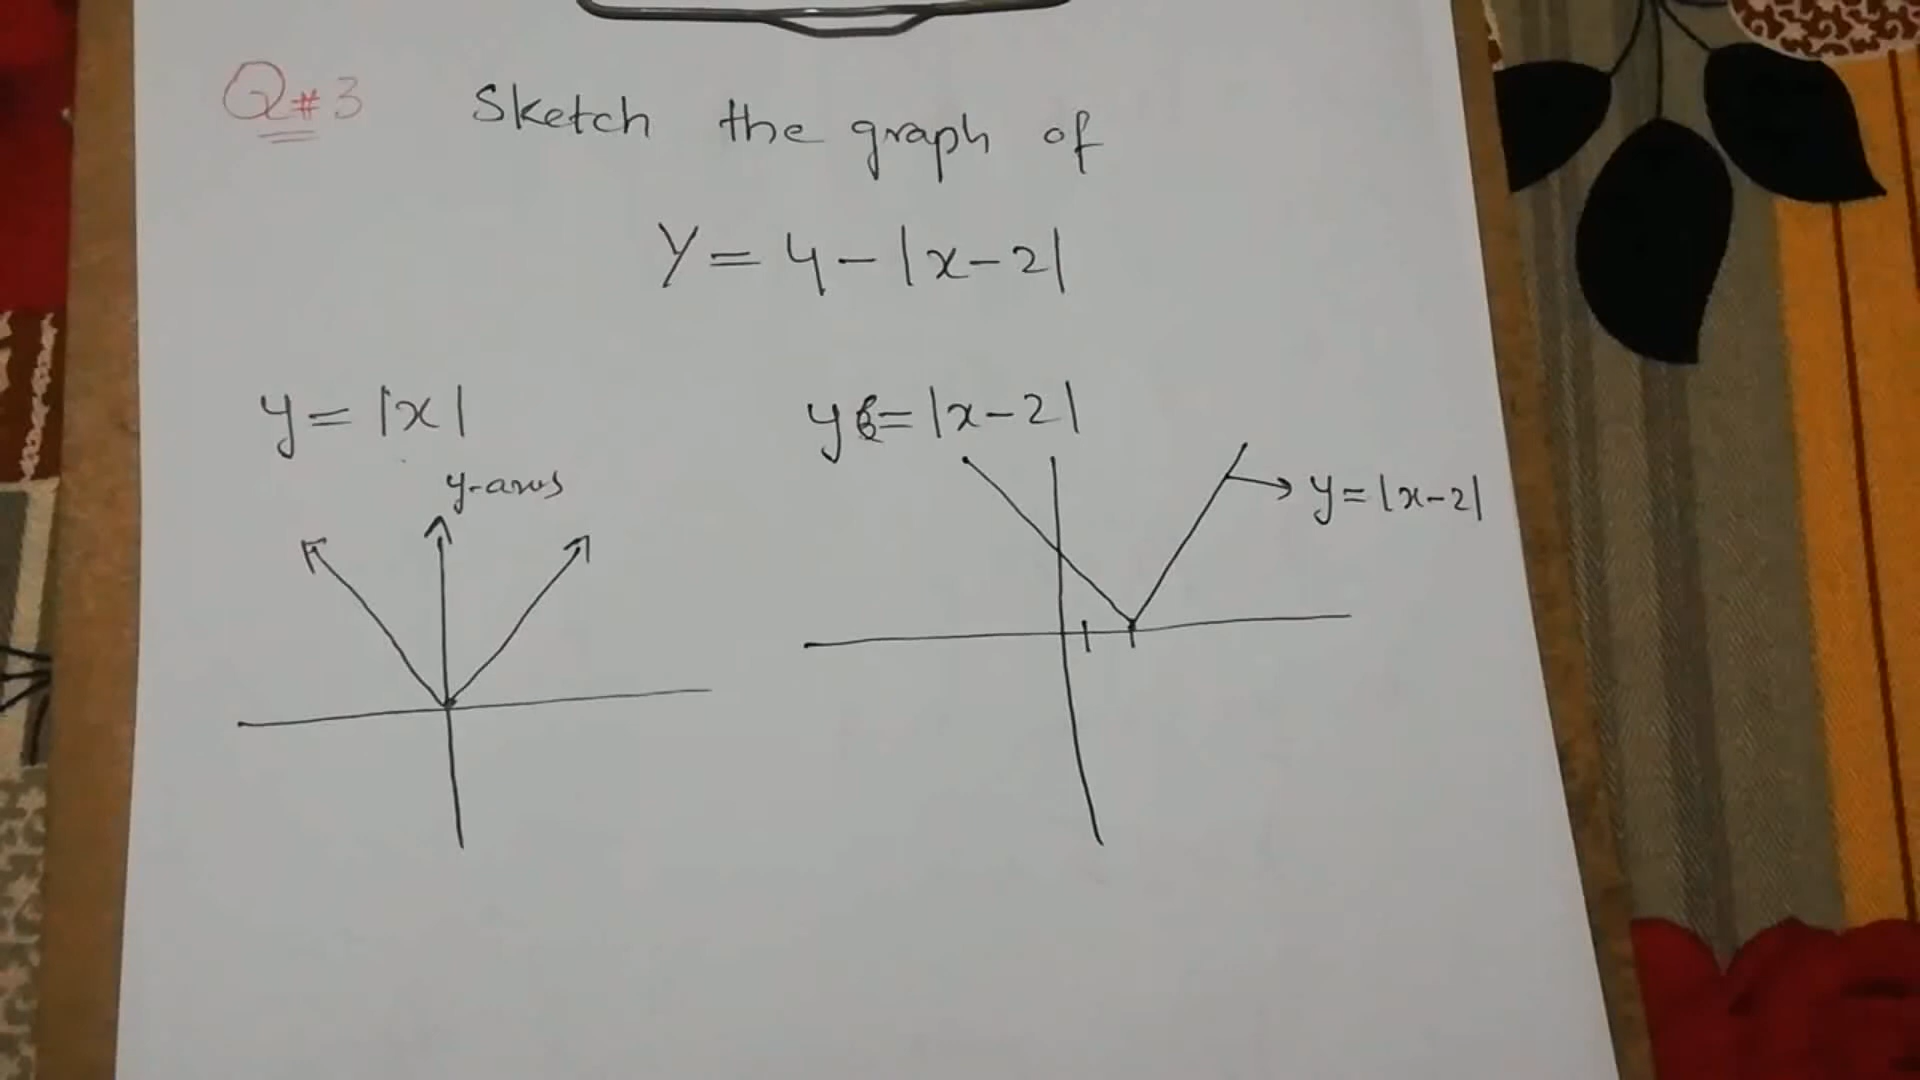 Q#3 Sketch the graph of
Y = 4 - |x - 2|
y = |x|
y = |x - 2|
y-axis
y = |x - 2|